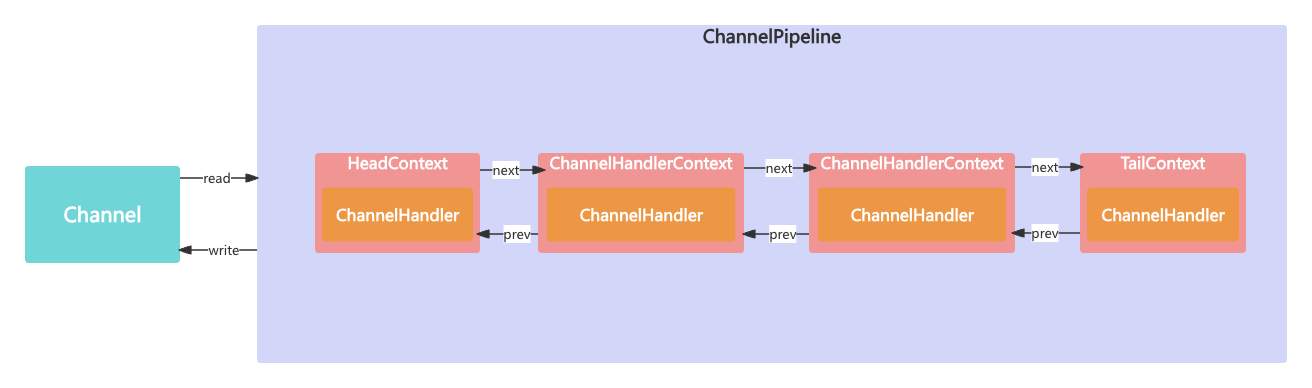 ChannelPipeline
HeadContext
next
ChannelHandlerContext
next
ChannelHandlerContext
next
TailContext
Channel
read
write
ChannelHandler
prev
ChannelHandler
prev
ChannelHandler
prev
ChannelHandler